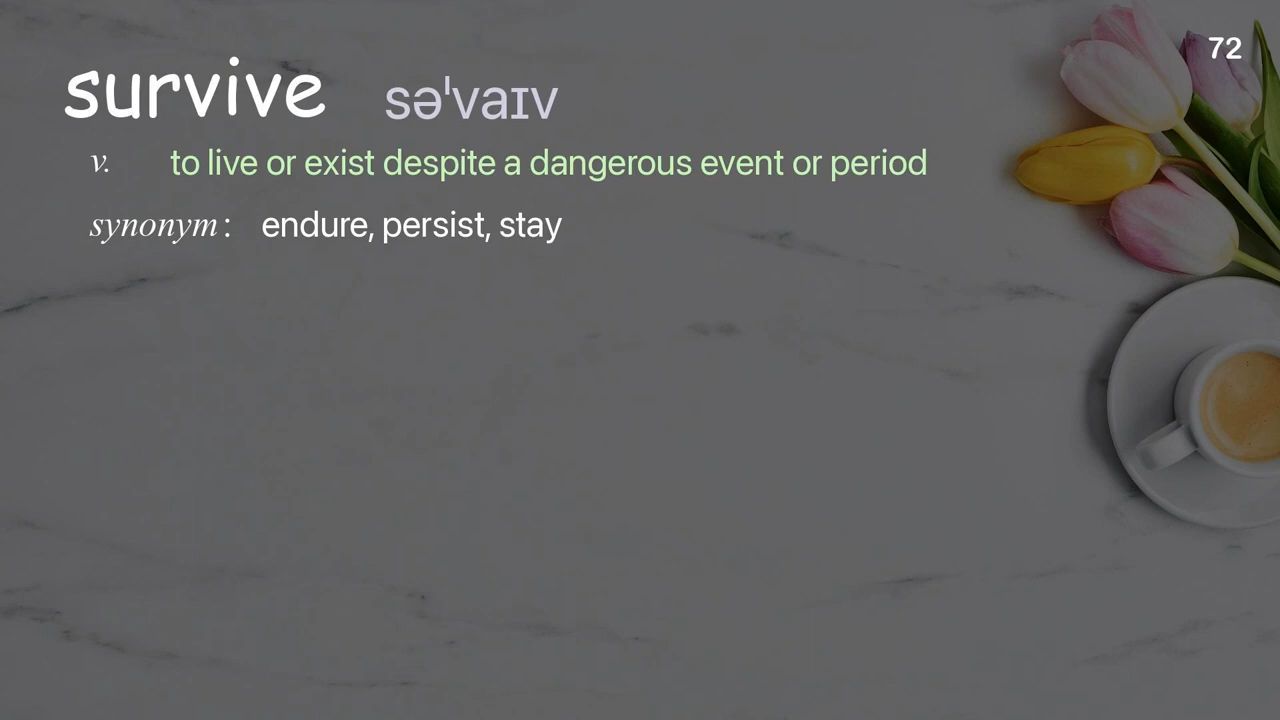 72
survive səˈvaɪv
v. to live or exist despite a dangerous event or period
synonym : endure, persist, stay